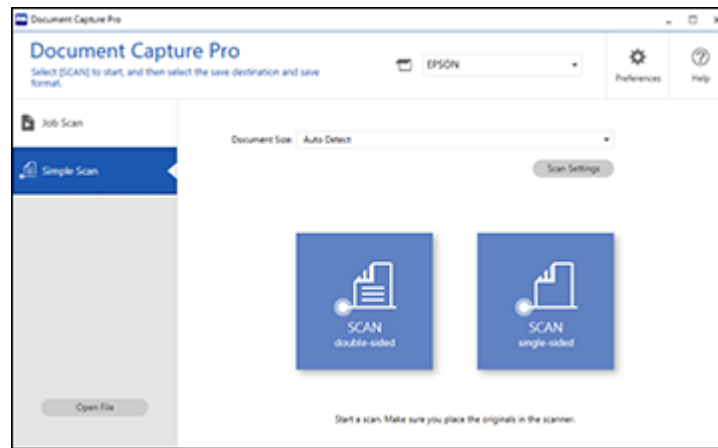 Document Capture Pro
Document Capture Pro
Select [SCAN] to start, and then select the save destination and save
format.
EPSON
Preferences
Help
Job Scan
Simple Scan
Document Size: Auto Detect
Scan Settings
SCAN
double-sided
SCAN
single-sided
Open File
Start a scan. Make sure you place the originals in the scanner.